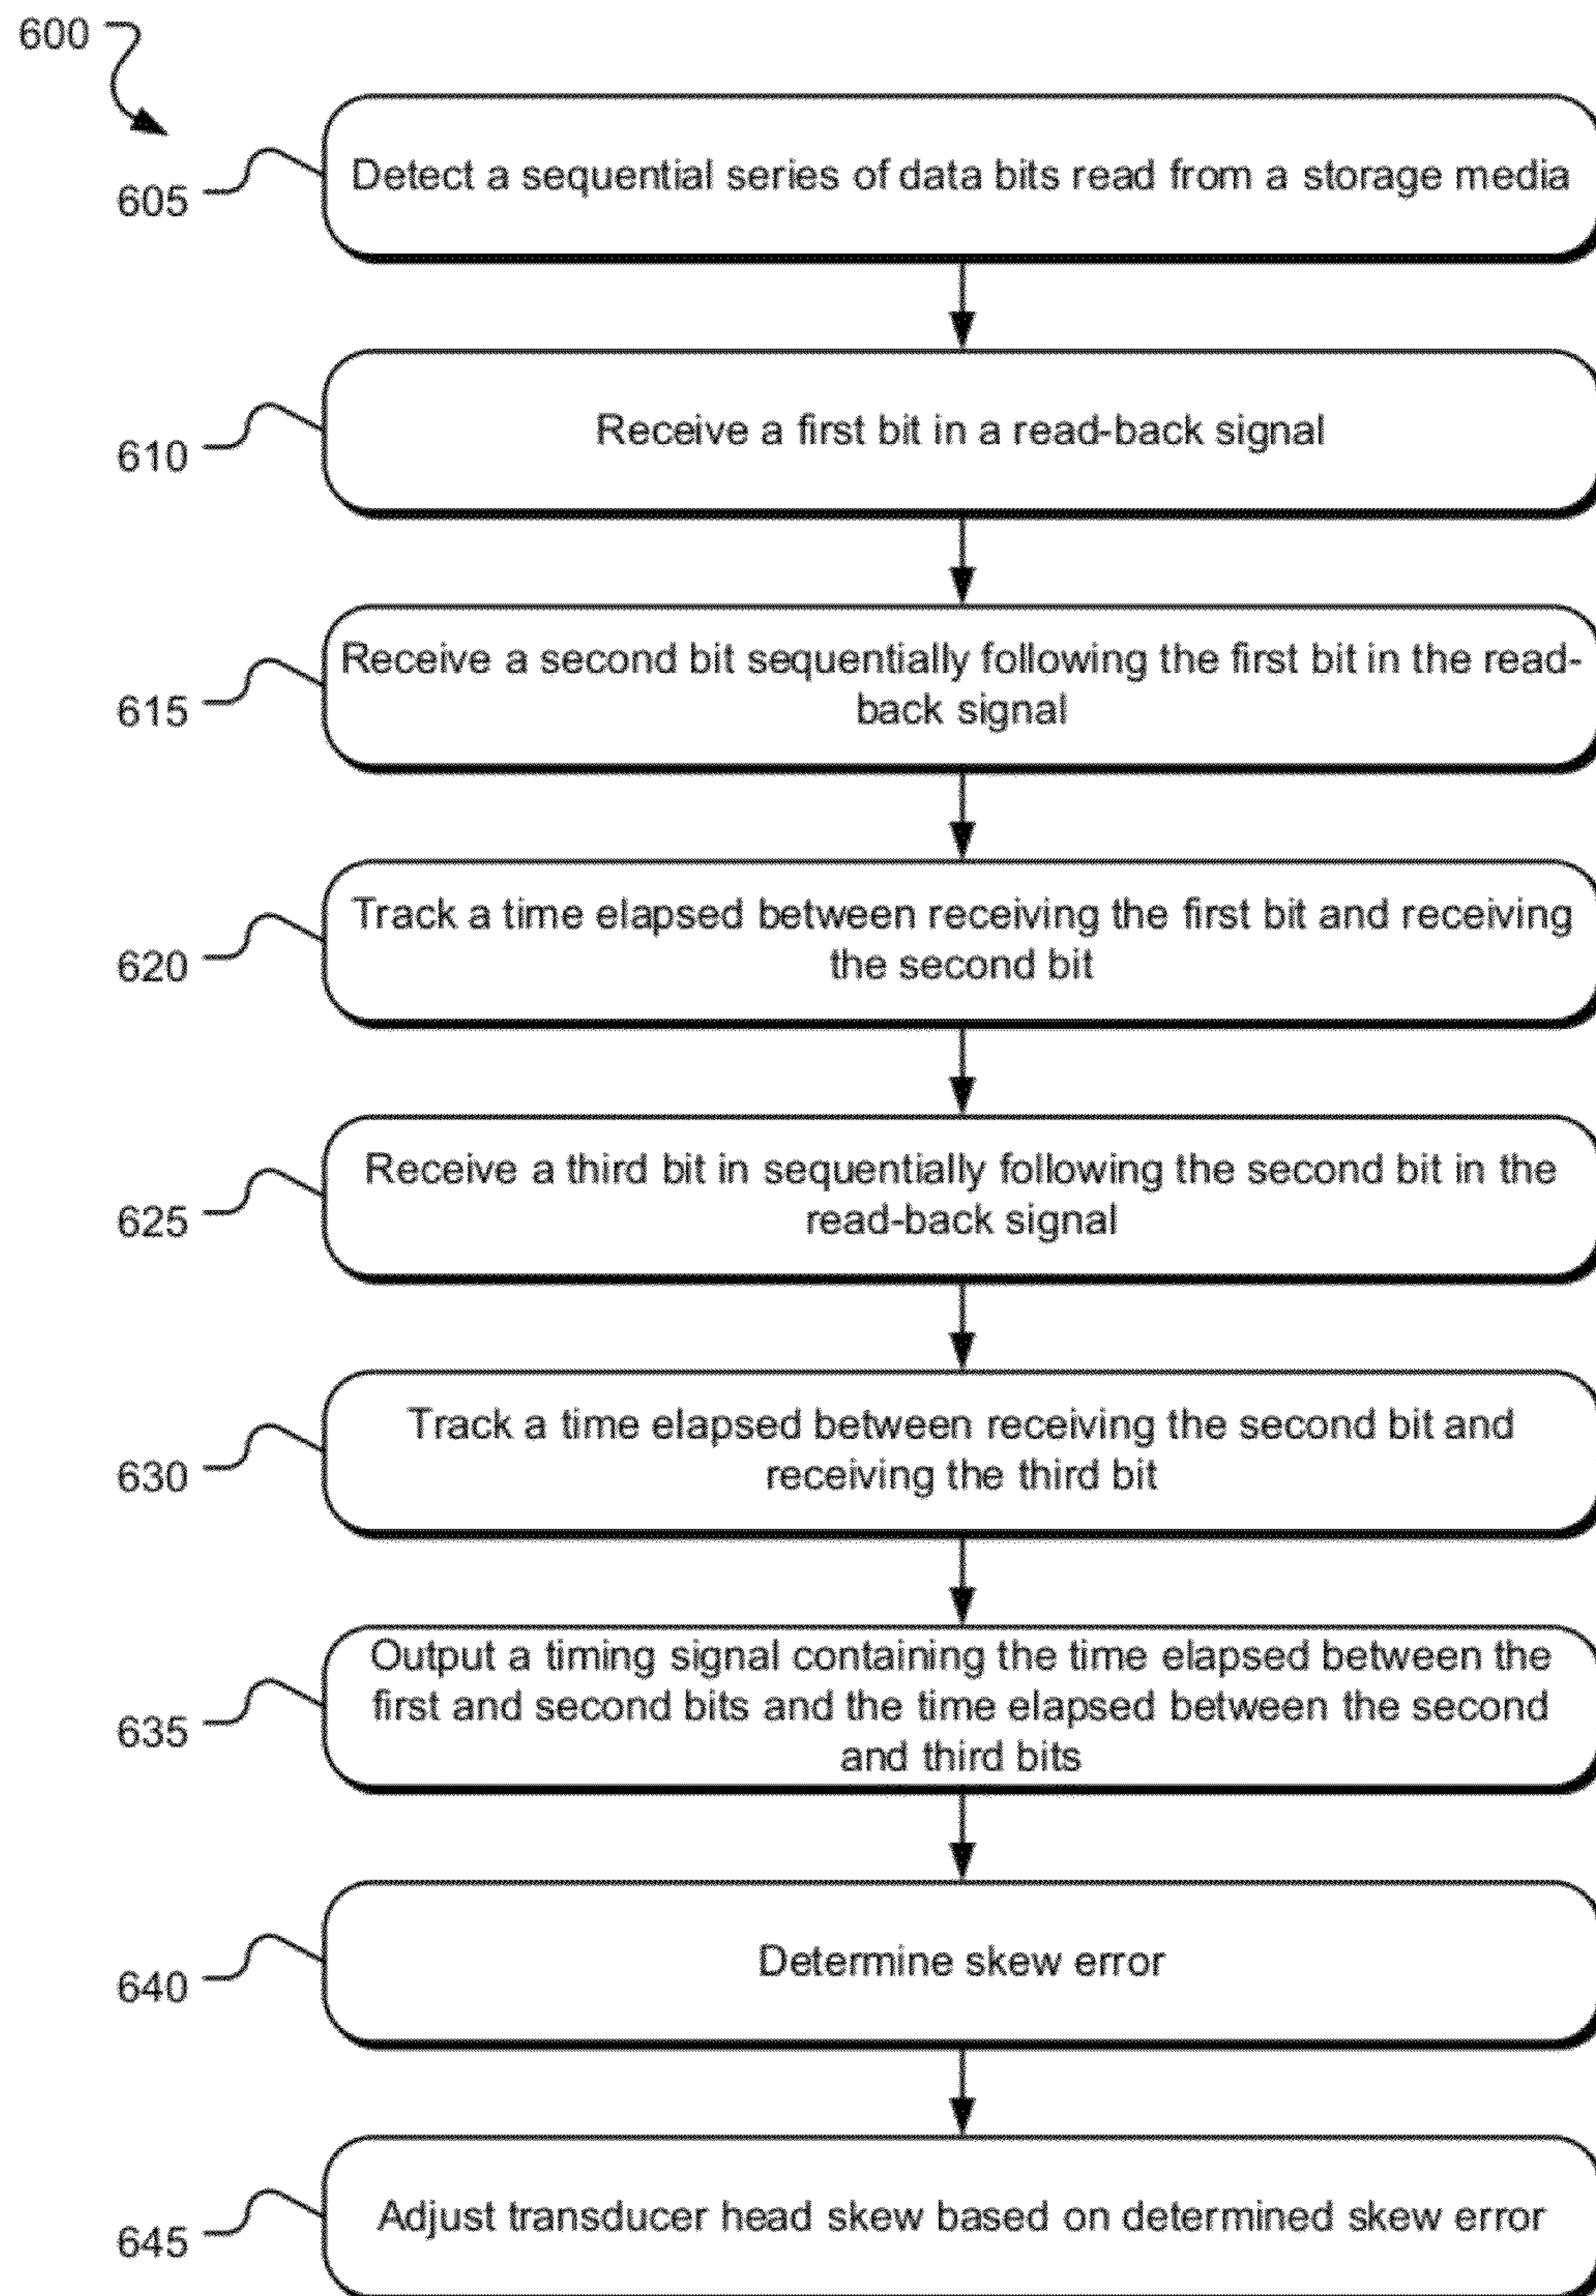 600
605
Detect a sequential series of data bits read from a storage media
610
Receive a first bit in a read-back signal
615
Receive a second bit sequentially following the first bit in the read-
back signal
620
Track a time elapsed between receiving the first bit and receiving
the second bit
625
Receive a third bit in sequentially following the second bit in the
read-back signal
630
Track a time elapsed between receiving the second bit and
receiving the third bit
635
Output a timing signal containing the time elapsed between the
first and second bits and the time elapsed between the second
and third bits
640
Determine skew error
645
Adjust transducer head skew based on determined skew error